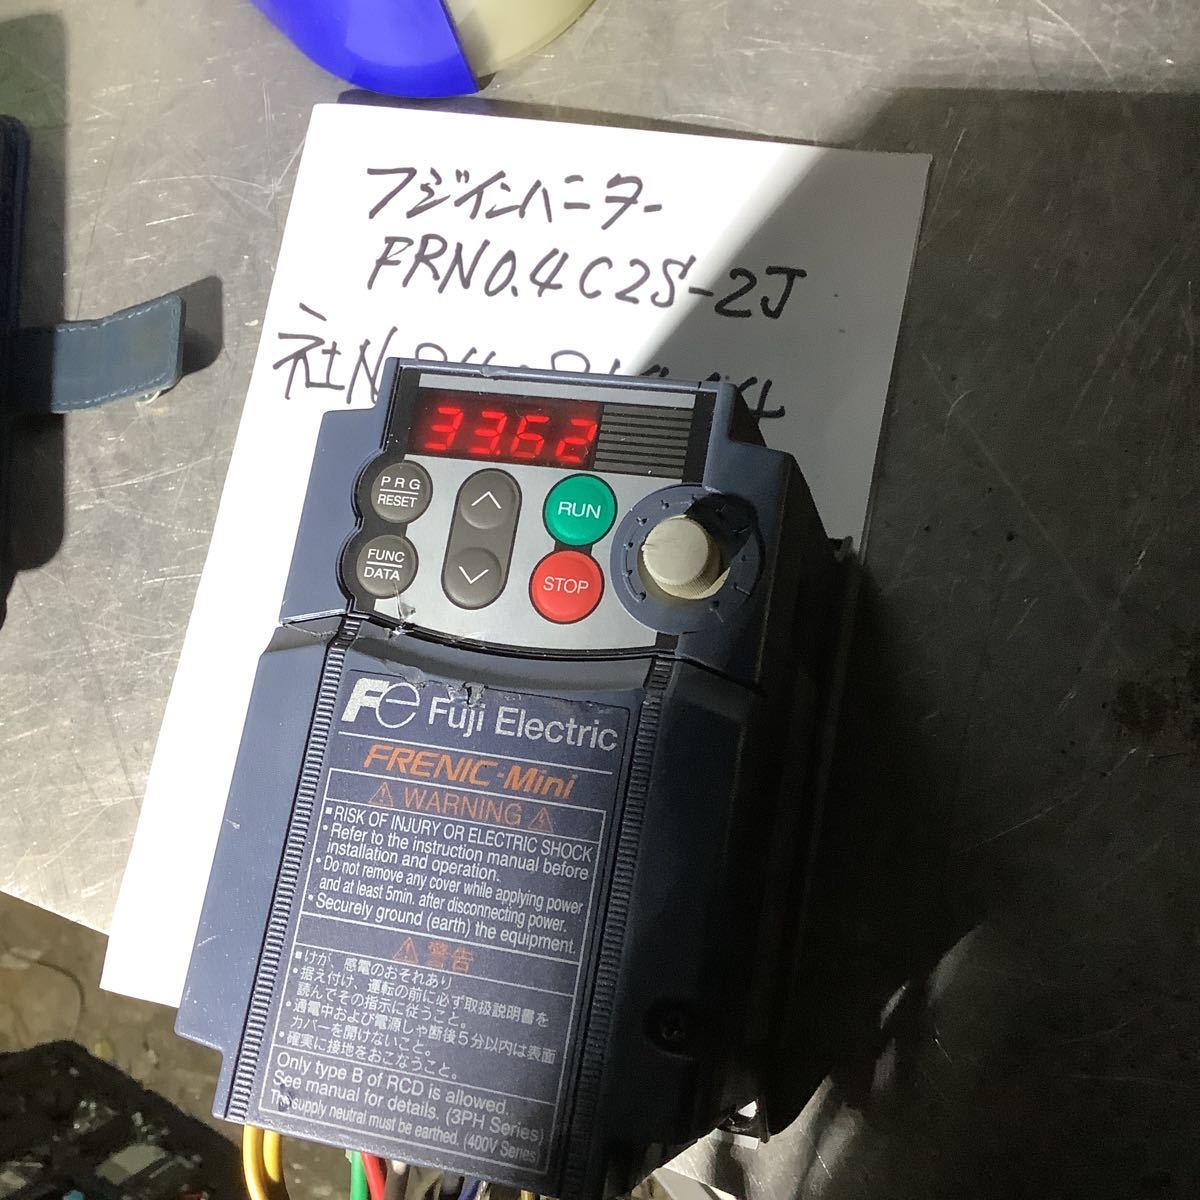 フジインバーター
FRN0.4C2S-2J
社N
33.62
PRG
RESET
RUN
FUNC
DATA
STOP
Fe Fuji Electric
FRENIC-Mini
⚠ WARNING ⚠
■ RISK OF INJURY OR ELECTRIC SHOCK
• Refer to the instruction manual before
installation and operation.
• Do not remove any cover while applying power
and at least 5min. after disconnecting power.
• Securely ground (earth) the equipment.
⚠ 警告
■ けが、感電のおそれあり
• 据え付け、運転の前に必ず取扱説明書を
読んでその指示に従うこと。
• 通電中および電源しゃ断後5分以内は表面
カバーを開けないこと。
• 確実に接地をおこなうこと。
Only type B of RCD is allowed.
See manual for details. (3PH Series)
The supply neutral must be earthed. (400V Series)